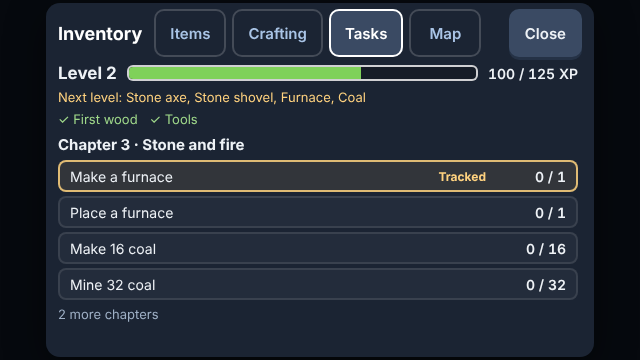 Inventory Items Crafting Tasks Map Close
Level 2 100 / 125 XP
Next level: Stone axe, Stone shovel, Furnace, Coal
✓ First wood ✓ Tools
Chapter 3 · Stone and fire
Make a furnace Tracked 0 / 1
Place a furnace 0 / 1
Make 16 coal 0 / 16
Mine 32 coal 0 / 32
2 more chapters